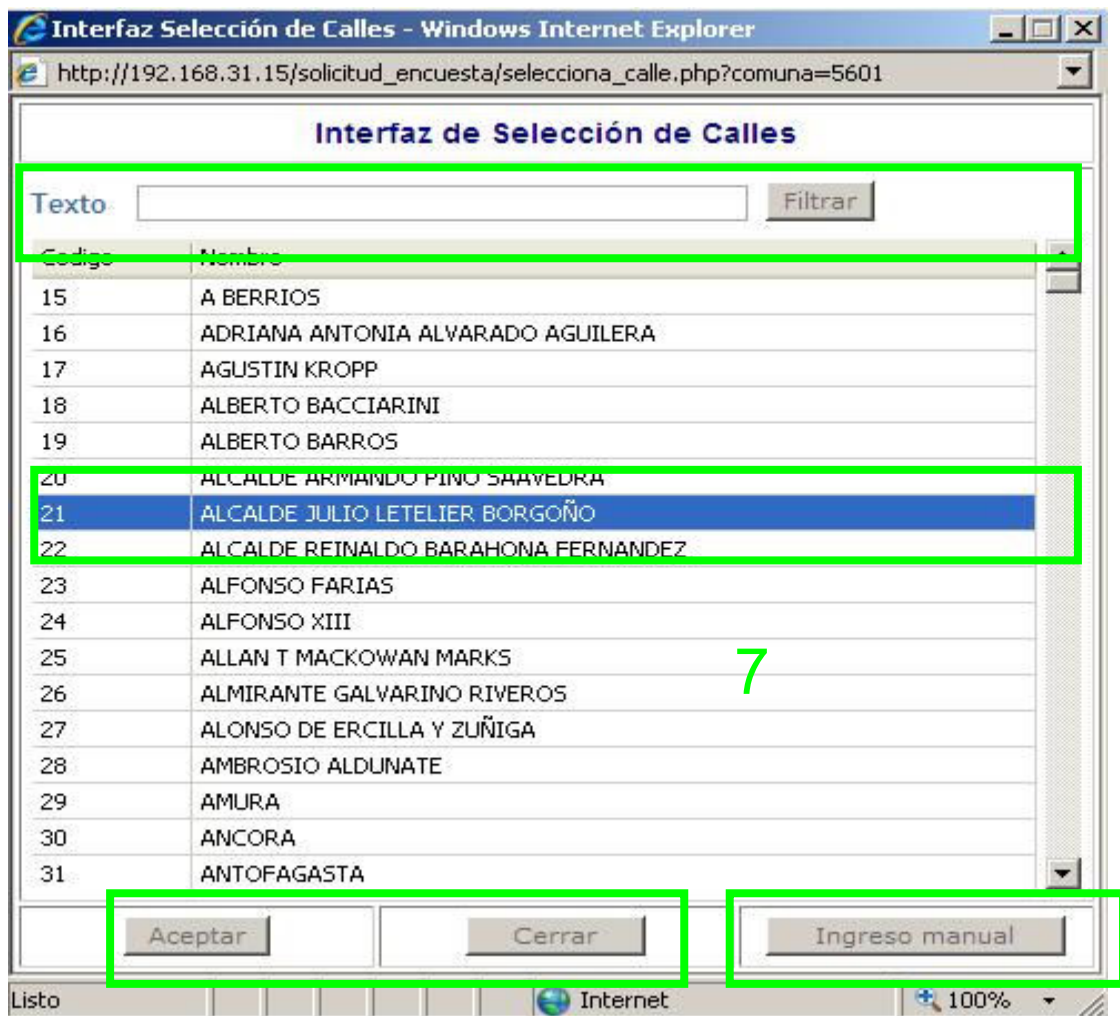 Interfaz Selección de Calles - Windows Internet Explorer
http://192.168.31.15/solicitud_encuesta/selecciona_calle.php?comuna=5601
Interfaz de Selección de Calles
Texto Filtrar
Codigo Nombre
15 A BERRIOS
16 ADRIANA ANTONIA ALVARADO AGUILERA
17 AGUSTIN KROPP
18 ALBERTO BACCIARINI
19 ALBERTO BARROS
20 ALCALDE ARMANDO PINO SAAVEDRA
21 ALCALDE JULIO LETELIER BORGOÑO
22 ALCALDE REINALDO BARAHONA FERNANDEZ
23 ALFONSO FARIAS
24 ALFONSO XIII
25 ALLAN T MACKOWAN MARKS
7
26 ALMIRANTE GALVARINO RIVEROS
27 ALONSO DE ERCILLA Y ZUÑIGA
28 AMBROSIO ALDUNATE
29 AMURA
30 ANCORA
31 ANTOFAGASTA
Aceptar Cerrar Ingreso manual
Listo Internet 100%